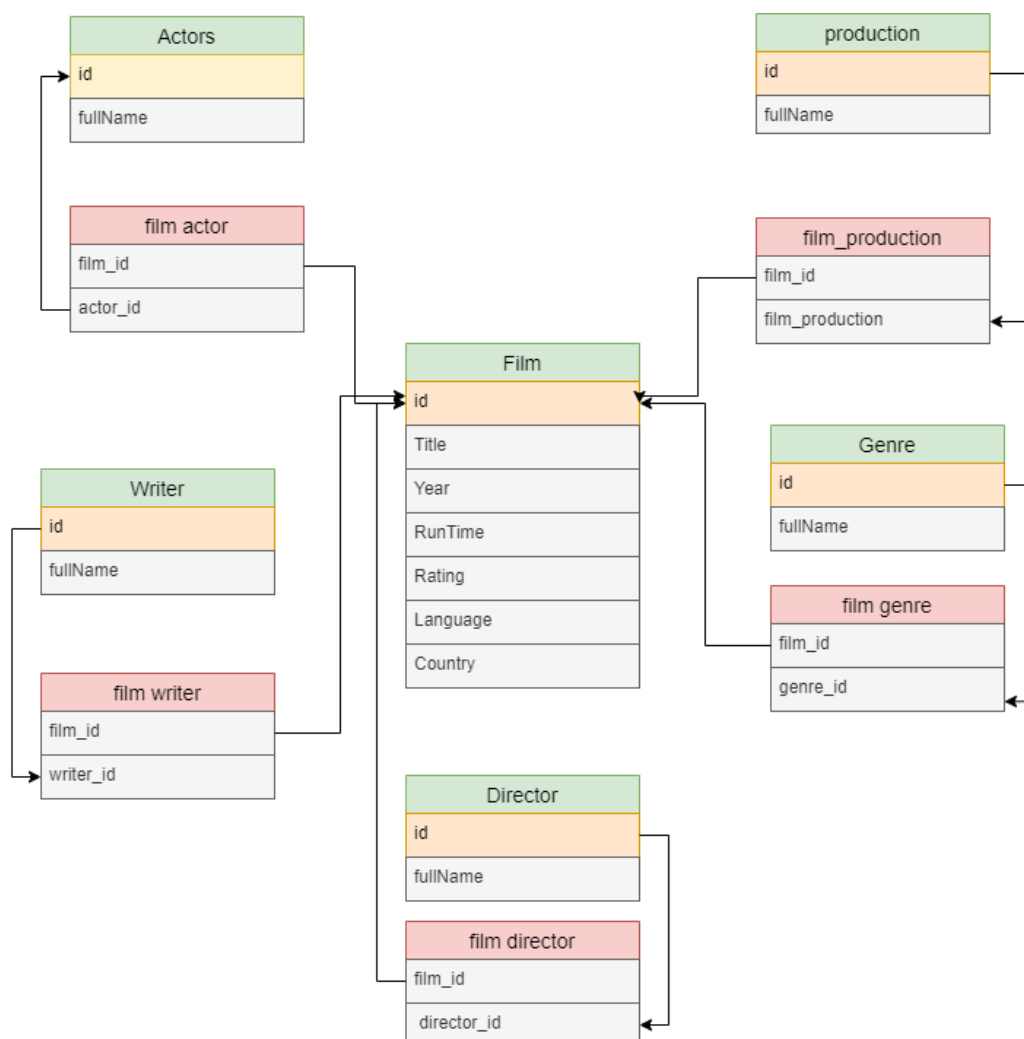 Actors
id
fullName
production
id
fullName
film actor
film_id
actor_id
film_production
film_id
film_production
Film
id
Title
Year
RunTime
Rating
Language
Country
Writer
id
fullName
Genre
id
fullName
film genre
film_id
genre_id
film writer
film_id
writer_id
Director
id
fullName
film director
film_id
director_id